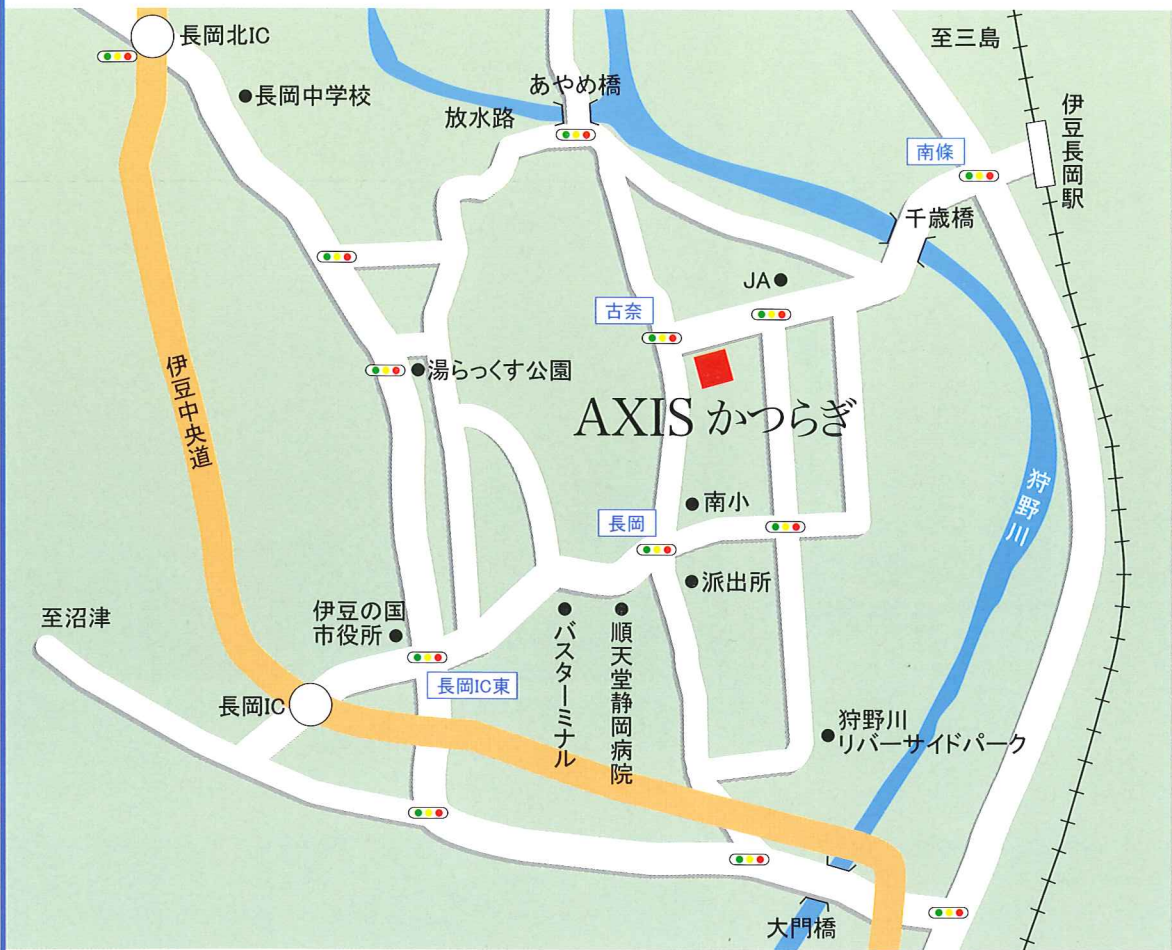 長岡北IC
至三島
長岡中学校
あやめ橋
放水路
伊豆長岡駅
南條
千歳橋
JA
古奈
伊豆中央道
湯らっくす公園
AXIS かつらぎ
狩野川
南小
長岡
派出所
至沼津
伊豆の国
市役所
バスターミナル
順天堂静岡病院
長岡IC東
長岡IC
狩野川
リバーサイドパーク
大門橋